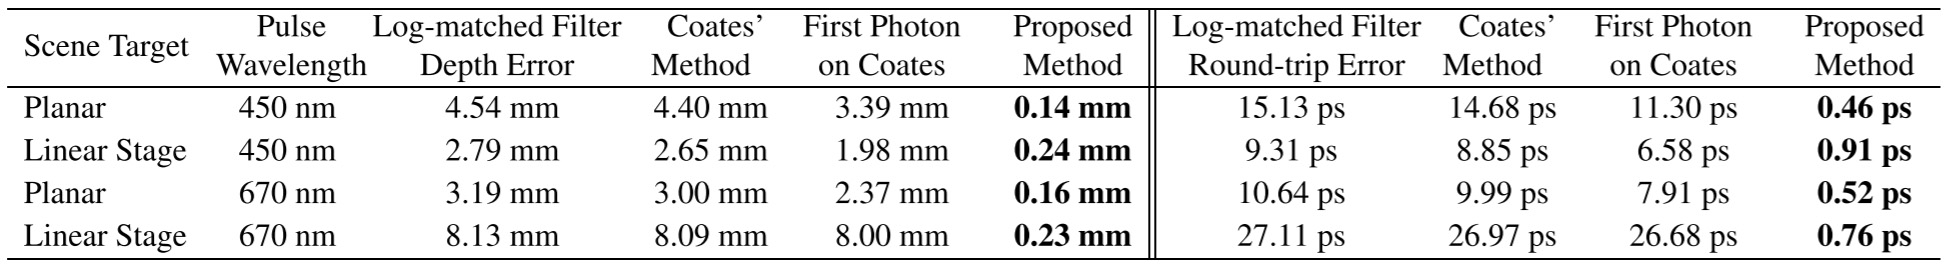 Scene Target Pulse Wavelength Log-matched Filter Depth Error Coates’ Method First Photon on Coates Proposed Method Log-matched Filter Round-trip Error Coates’ Method First Photon on Coates Proposed Method
Planar 450 nm 4.54 mm 4.40 mm 3.39 mm 0.14 mm 15.13 ps 14.68 ps 11.30 ps 0.46 ps
Linear Stage 450 nm 2.79 mm 2.65 mm 1.98 mm 0.24 mm 9.31 ps 8.85 ps 6.58 ps 0.91 ps
Planar 670 nm 3.19 mm 3.00 mm 2.37 mm 0.16 mm 10.64 ps 9.99 ps 7.91 ps 0.52 ps
Linear Stage 670 nm 8.13 mm 8.09 mm 8.00 mm 0.23 mm 27.11 ps 26.97 ps 26.68 ps 0.76 ps